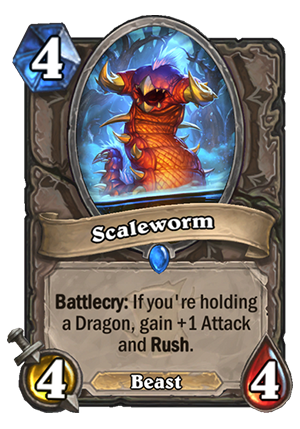 4
Scaleworm
Battlecry: If you're holding
a Dragon, gain +1 Attack
and Rush.
4
Beast
4